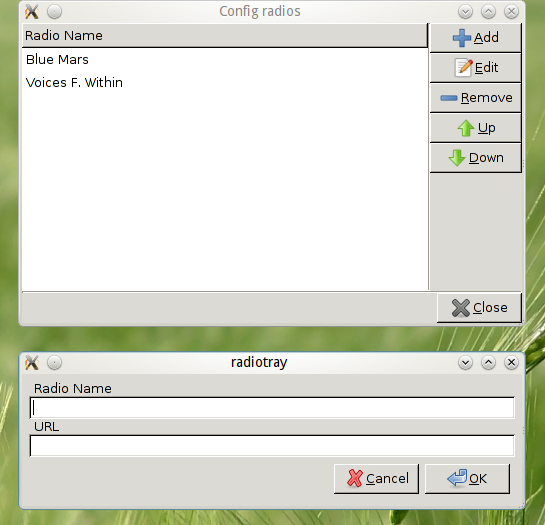 Config radios
Radio Name
Blue Mars
Voices F. Within
Add
Edit
Remove
Up
Down
Close
radiotray
Radio Name
URL
Cancel
OK